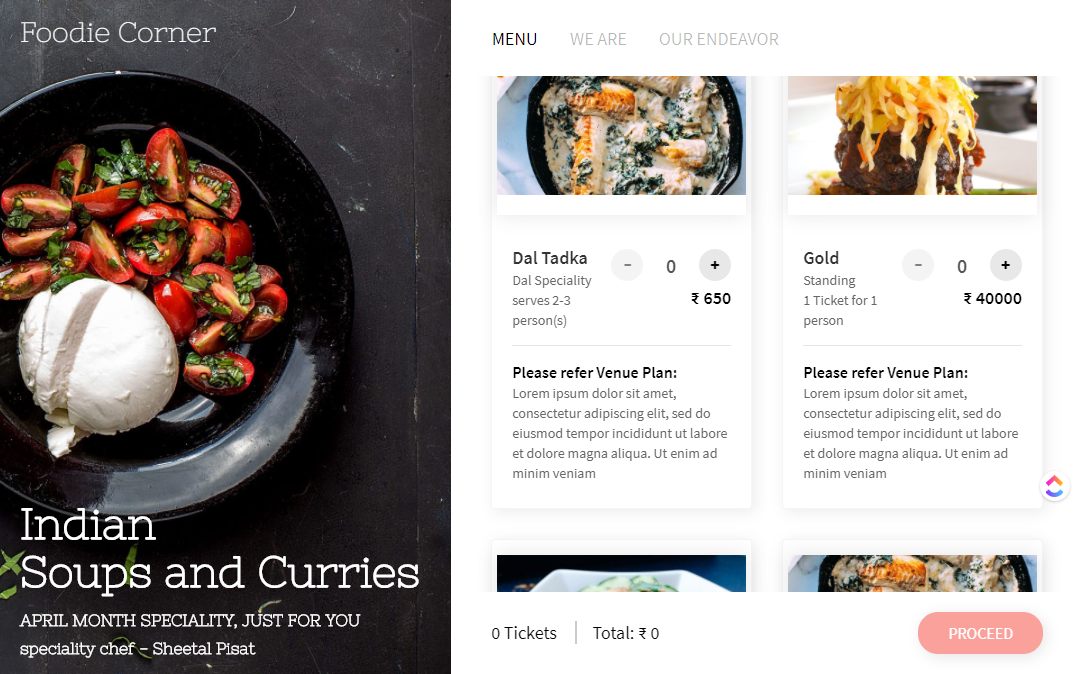 Foodie Corner
MENU WE ARE OUR ENDEAVOR
Dal Tadka - 0 +
Dal Speciality
serves 2-3
person(s)
₹ 650
Please refer Venue Plan:
Lorem ipsum dolor sit amet,
consectetur adipiscing elit, sed do
eiusmod tempor incididunt ut labore
et dolore magna aliqua. Ut enim ad
minim veniam
Gold - 0 +
Standing
1 Ticket for 1
person
₹ 40000
Please refer Venue Plan:
Lorem ipsum dolor sit amet,
consectetur adipiscing elit, sed do
eiusmod tempor incididunt ut labore
et dolore magna aliqua. Ut enim ad
minim veniam
Indian
Soups and Curries
APRIL MONTH SPECIALITY, JUST FOR YOU
speciality chef - Sheetal Pisat
0 Tickets Total: ₹ 0 PROCEED